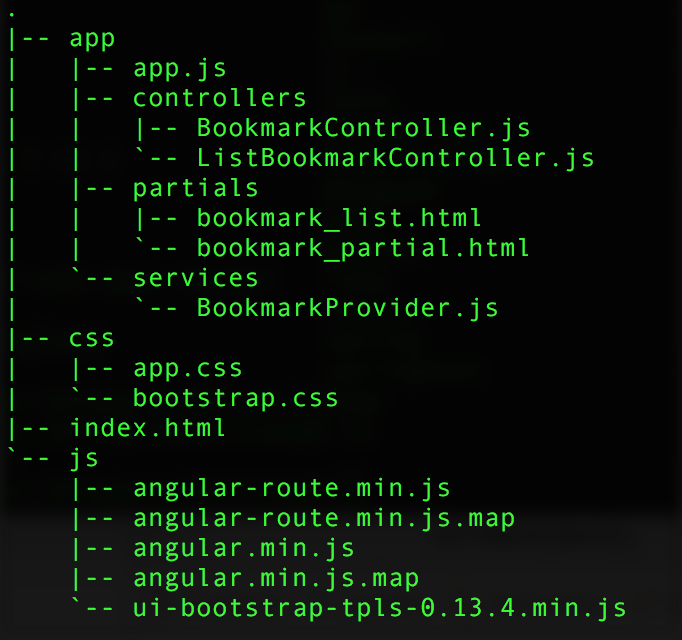 .
|-- app
|   |-- app.js
|   |-- controllers
|   |   |-- BookmarkController.js
|   |   `-- ListBookmarkController.js
|   |-- partials
|   |   |-- bookmark_list.html
|   |   `-- bookmark_partial.html
|   `-- services
|       `-- BookmarkProvider.js
|-- css
|   |-- app.css
|   `-- bootstrap.css
|-- index.html
`-- js
    |-- angular-route.min.js
    |-- angular-route.min.js.map
    |-- angular.min.js
    |-- angular.min.js.map
    `-- ui-bootstrap-tpls-0.13.4.min.js